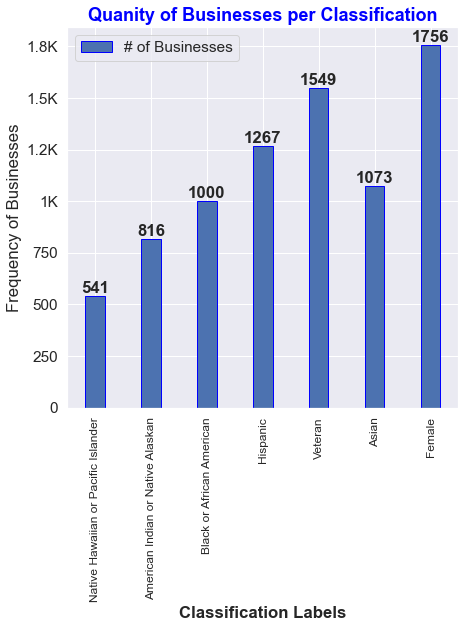 Quanity of Businesses per Classification
# of Businesses
Frequency of Businesses
1.8K
1.5K
1.2K
1K
750
500
250
0
541
816
1000
1267
1549
1073
1756
Native Hawaiian or Pacific Islander
American Indian or Native Alaskan
Black or African American
Hispanic
Veteran
Asian
Female
Classification Labels